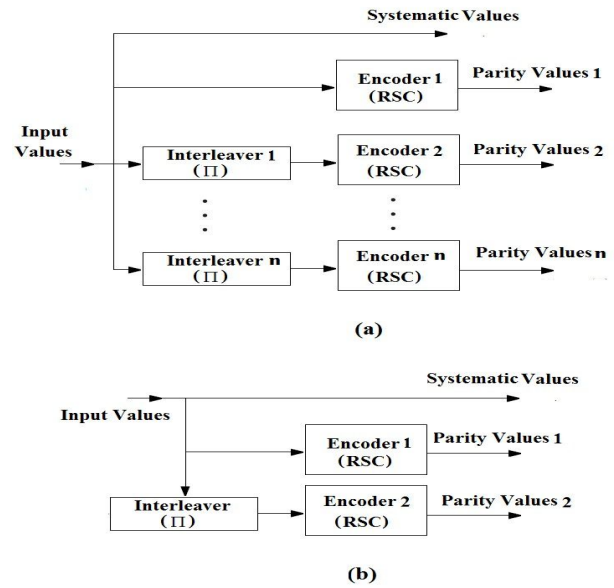 Systematic Values
Encoder 1
(RSC)
Parity Values 1
Input
Values
Interleaver 1
(Π)
Encoder 2
(RSC)
Parity Values 2
Interleaver n
(Π)
Encoder n
(RSC)
Parity Values n
(a)
Systematic Values
Input Values
Encoder 1
(RSC)
Parity Values 1
Interleaver
(Π)
Encoder 2
(RSC)
Parity Values 2
(b)